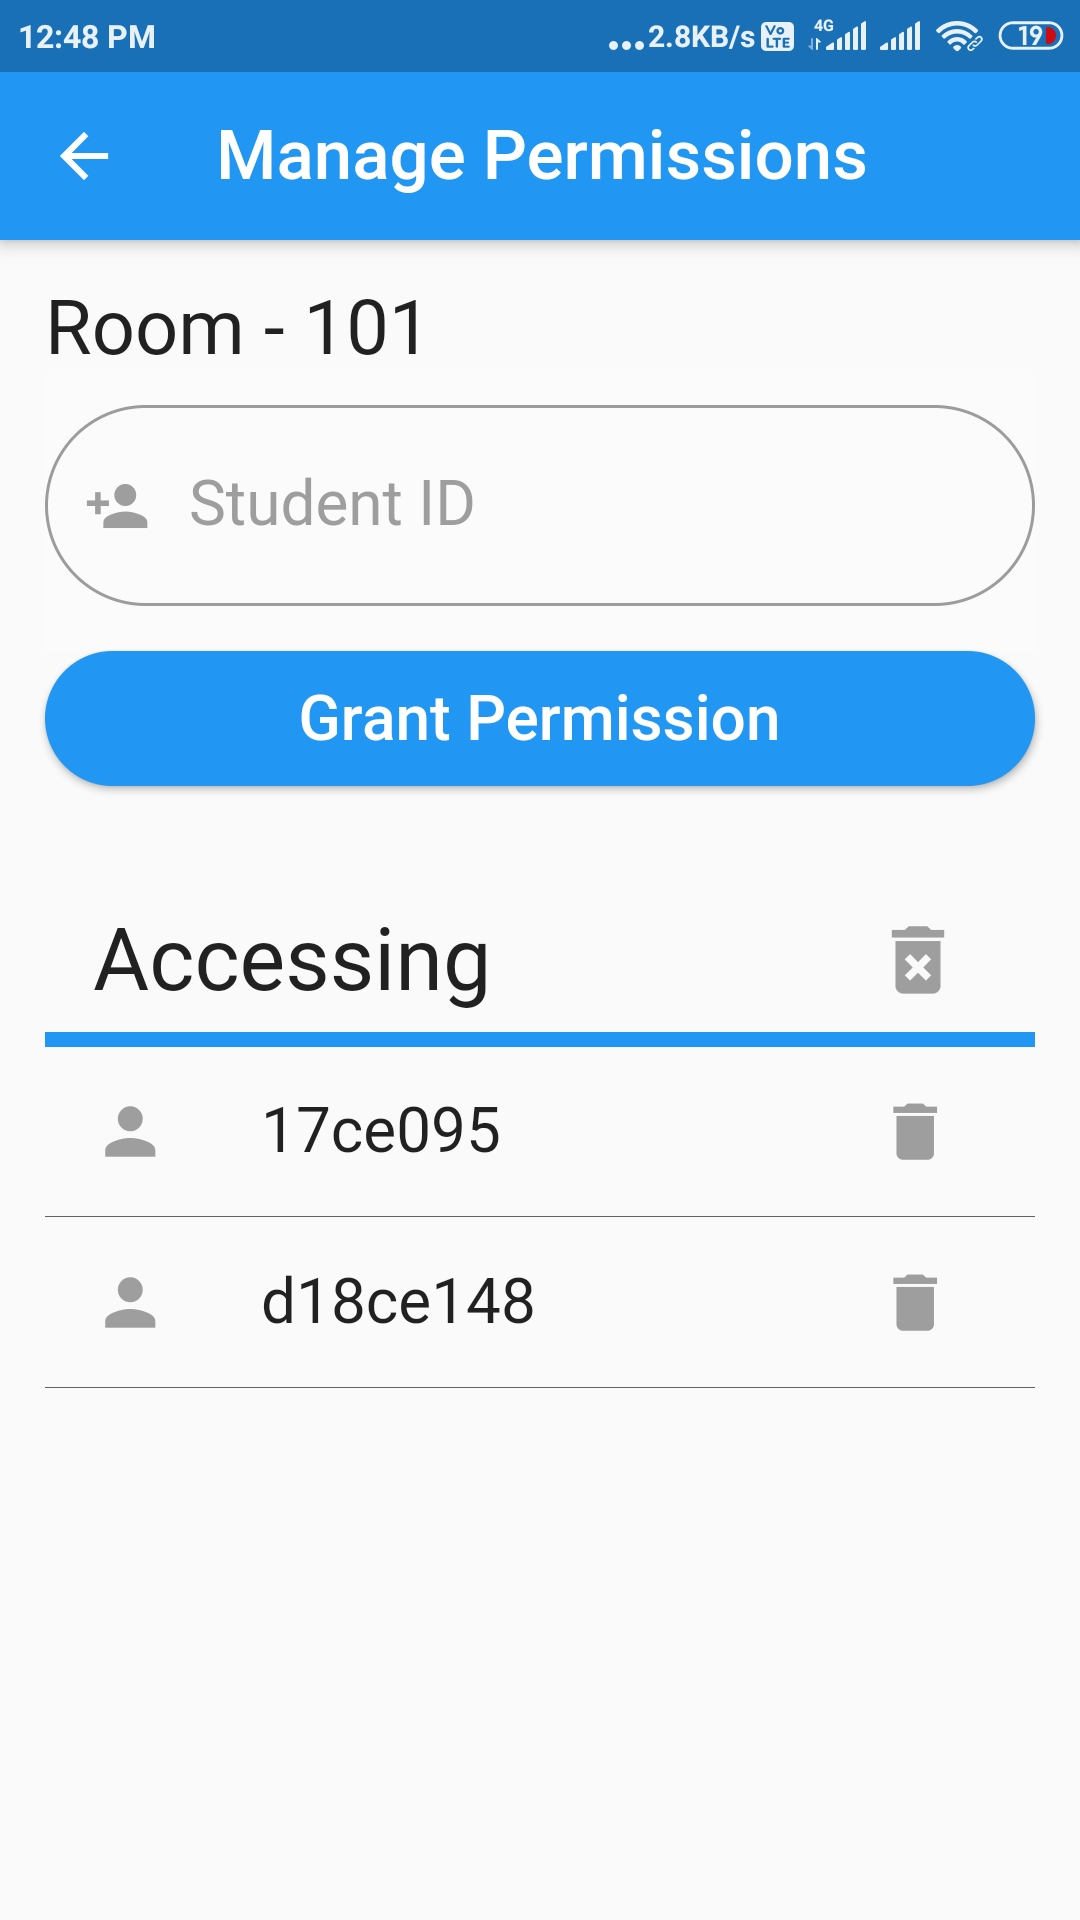 12:48 PM ...2.8KB/s Vo LTE 4G 19
Manage Permissions
Room - 101
Student ID
Grant Permission
Accessing
17ce095
d18ce148